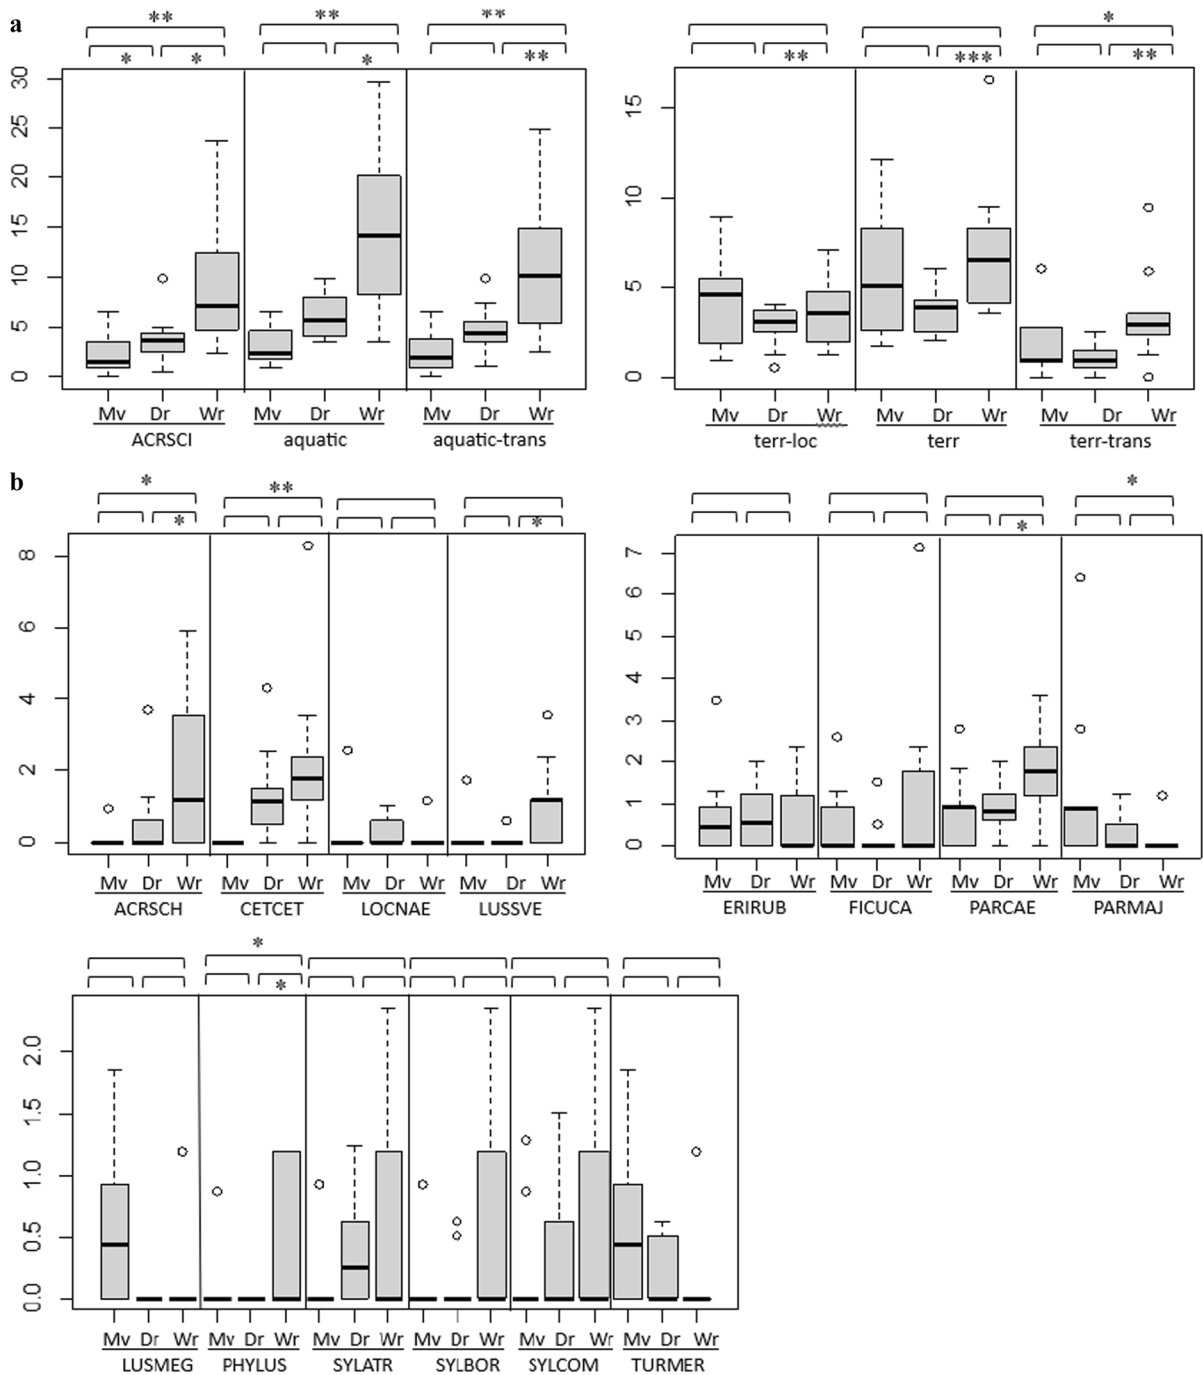 a
** ** ** *
* * * ** ** *** **
30
25
20
15
10
5
0
15
10
5
0
Mv Dr Wr Mv Dr Wr Mv Dr Wr Mv Dr Wr Mv Dr Wr Mv Dr Wr
ACRSCI aquatic aquatic-trans terr-loc terr terr-trans
b
* ** *
* * *
8
6
4
2
0
7
6
5
4
3
2
1
0
Mv Dr Wr Mv Dr Wr Mv Dr Wr Mv Dr Wr Mv Dr Wr Mv Dr Wr Mv Dr Wr Mv Dr Wr
ACRSCH CETCET LOCNAE LUSSVE ERIRUB FICUCA PARCAE PARMAJ
*
*
2.0
1.5
1.0
0.5
0.0
Mv Dr Wr Mv Dr Wr Mv Dr Wr Mv Dr Wr Mv Dr Wr Mv Dr Wr
LUSMEG PHYLUS SYLATR SYLBOR SYLCOM TURMER